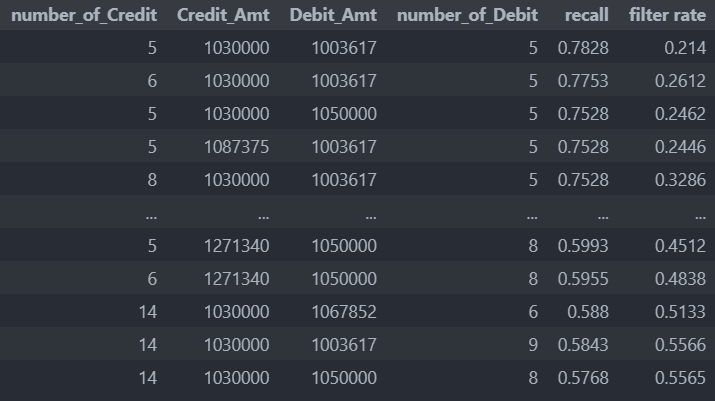 number_of_Credit Credit_Amt Debit_Amt number_of_Debit recall filter rate
5 1030000 1003617 5 0.7828 0.214
6 1030000 1003617 5 0.7753 0.2612
5 1030000 1050000 5 0.7528 0.2462
5 1087375 1003617 5 0.7528 0.2446
8 1030000 1003617 5 0.7528 0.3286
... ... ... ... ... ...
5 1271340 1050000 8 0.5993 0.4512
6 1271340 1050000 8 0.5955 0.4838
14 1030000 1067852 6 0.588 0.5133
14 1030000 1003617 9 0.5843 0.5566
14 1030000 1050000 8 0.5768 0.5565